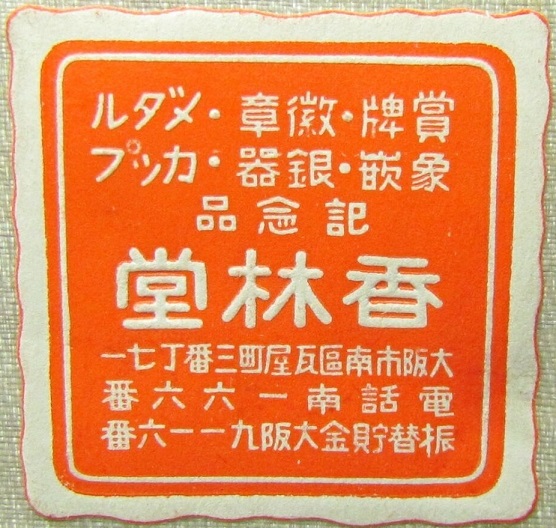 賞牌・徽章・メダル
象嵌・銀器・カップ
記念品
香林堂
大阪市南區瓦屋町三番丁七一
電話南一六六番
振替貯金大阪九一一六番